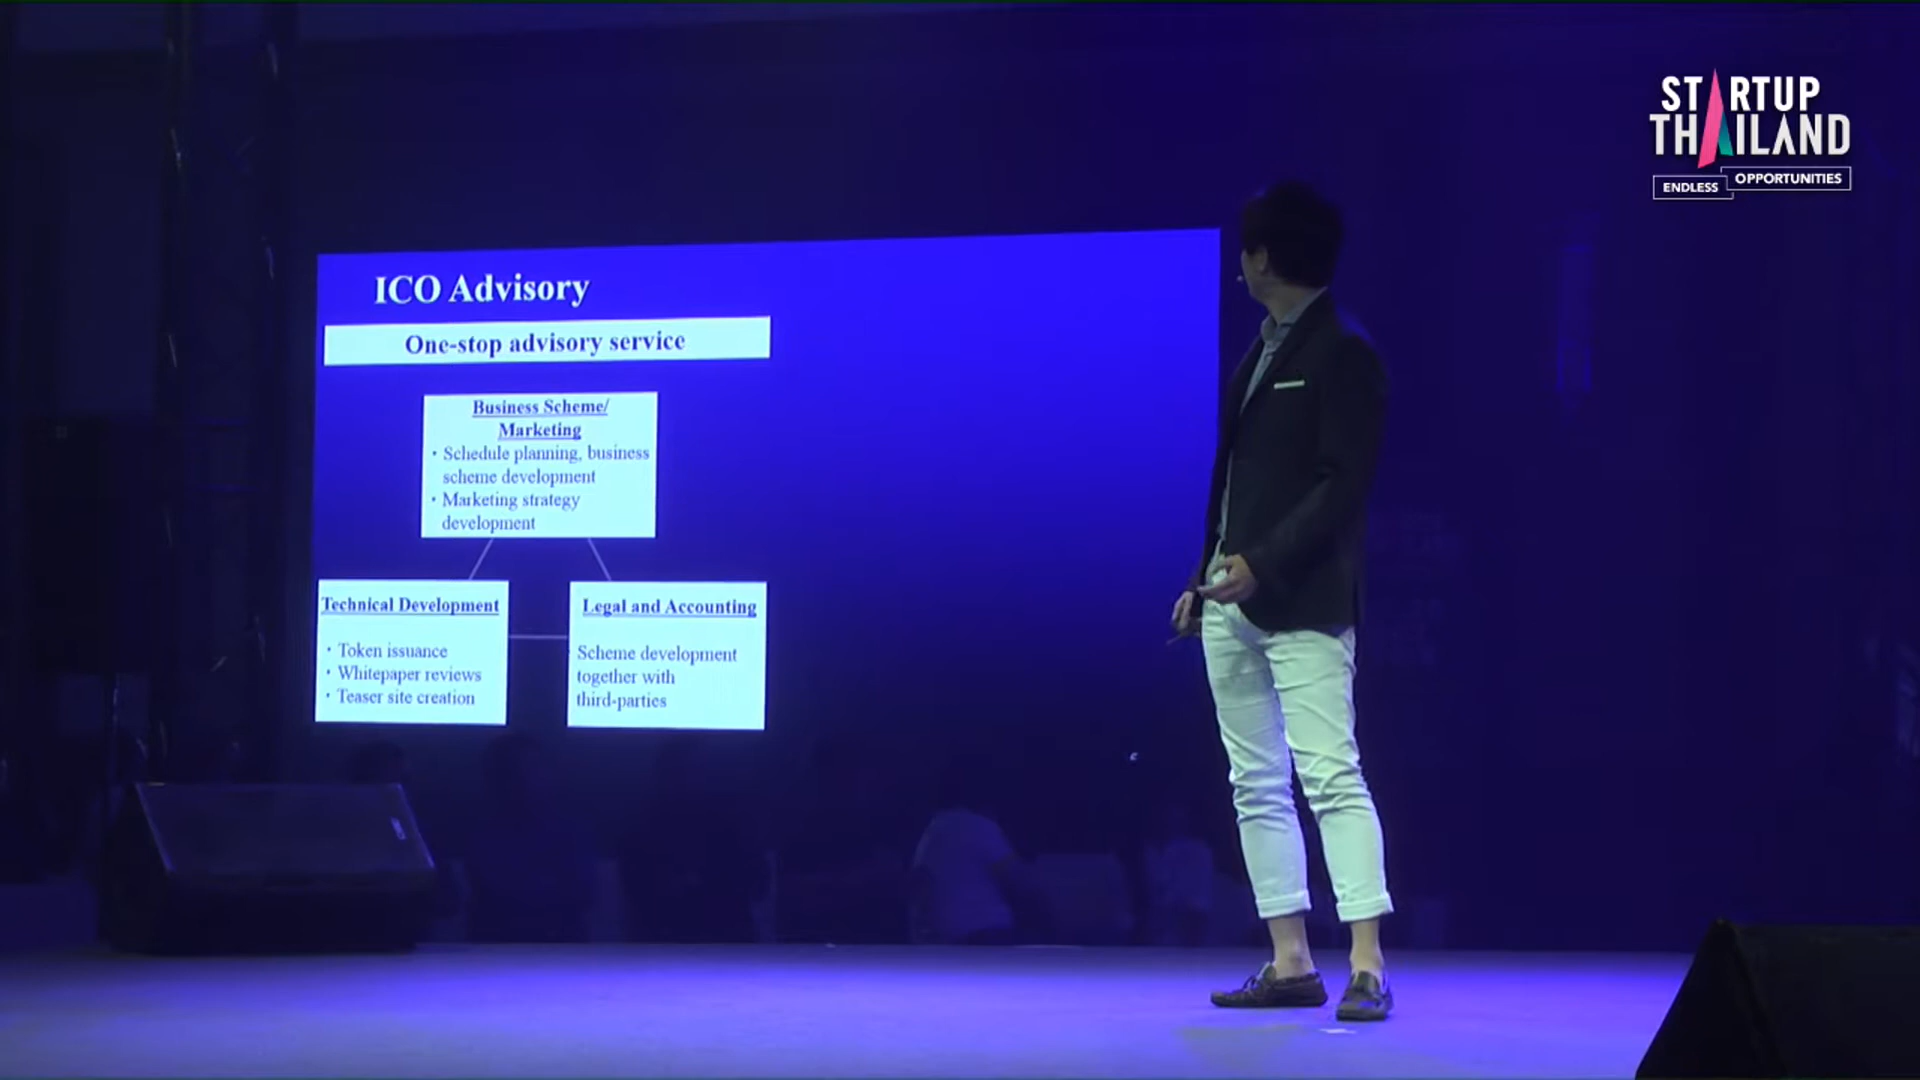 STARTUP
THAILAND
ENDLESS OPPORTUNITIES
ICO Advisory
One-stop advisory service
Business Scheme/
Marketing
• Schedule planning, business
scheme development
• Marketing strategy
development
Technical Development
• Token issuance
• Whitepaper reviews
• Teaser site creation
Legal and Accounting
Scheme development
together with
third-parties